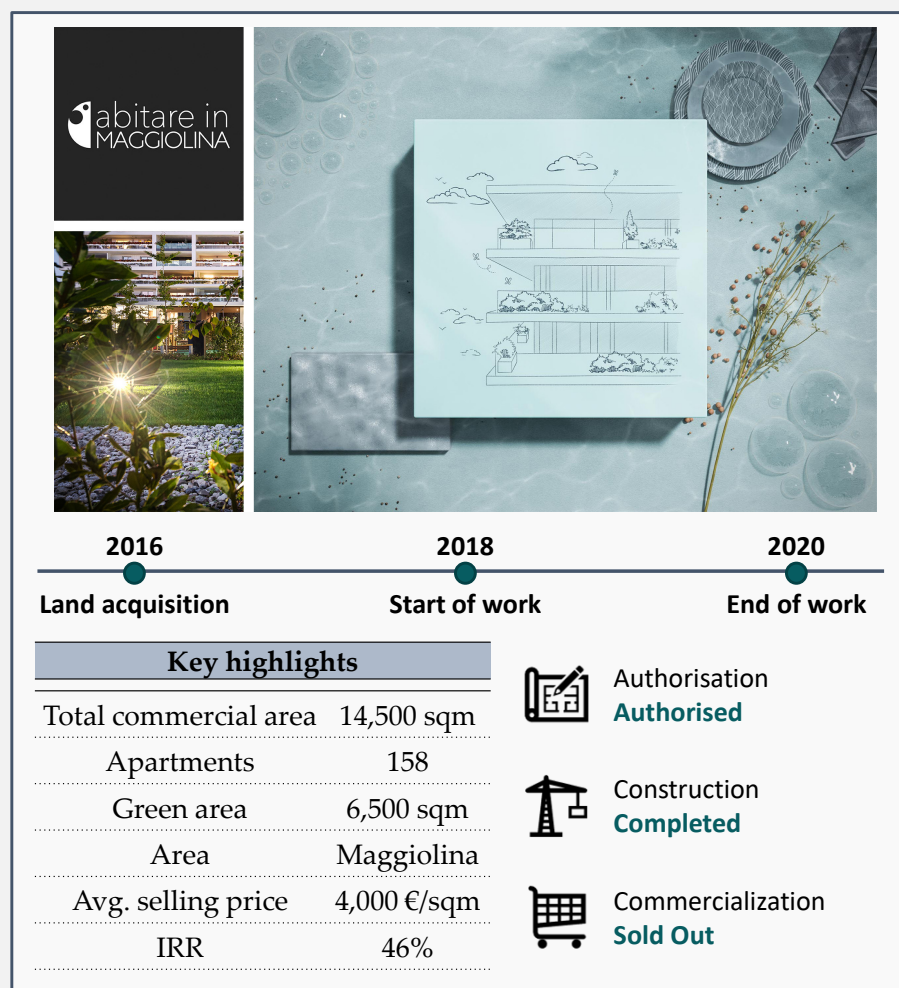 abitare in
MAGGIOLINA
2016
2018
2020
Land acquisition
Start of work
End of work
Key highlights
Total commercial area 14,500 sqm
Apartments 158
Green area 6,500 sqm
Area Maggiolina
Avg. selling price 4,000 €/sqm
IRR 46%
Authorisation
Authorised
Construction
Completed
Commercialization
Sold Out